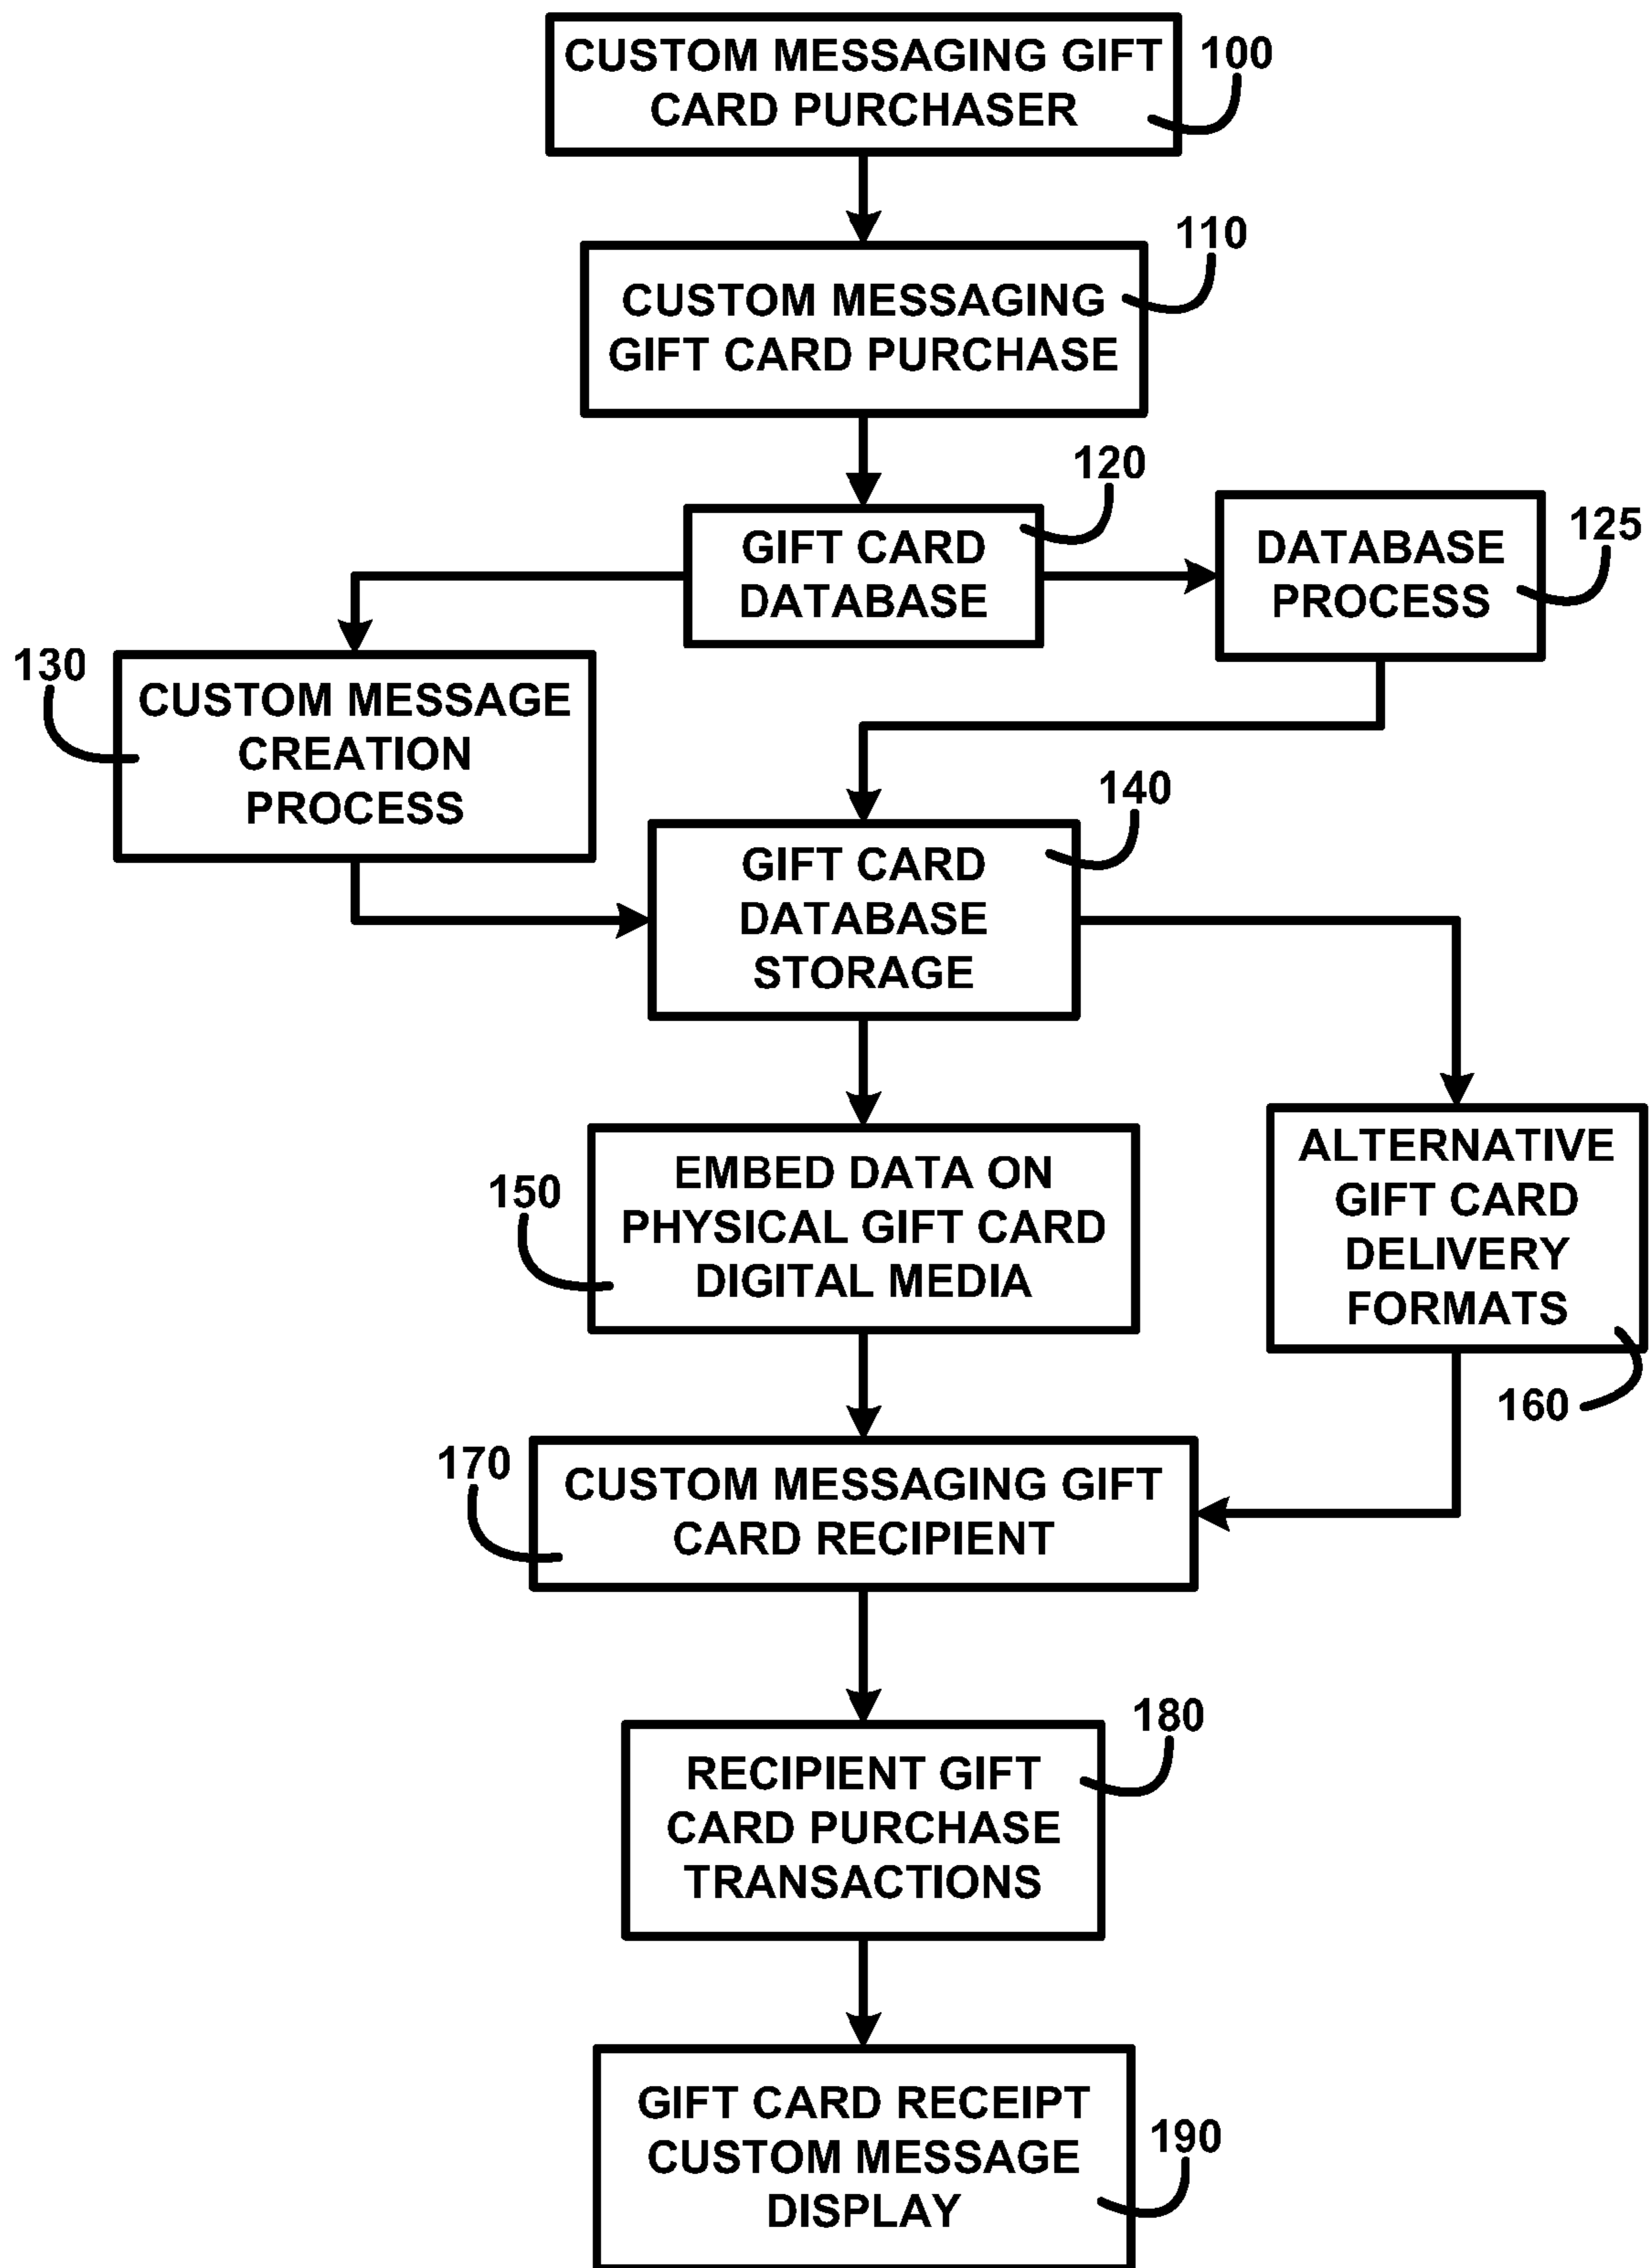 CUSTOM MESSAGING GIFT
CARD PURCHASER
100
110
CUSTOM MESSAGING
GIFT CARD PURCHASE
120
GIFT CARD
DATABASE
DATABASE
PROCESS
125
130
CUSTOM MESSAGE
CREATION
PROCESS
140
GIFT CARD
DATABASE
STORAGE
150
EMBED DATA ON
PHYSICAL GIFT CARD
DIGITAL MEDIA
ALTERNATIVE
GIFT CARD
DELIVERY
FORMATS
160
170
CUSTOM MESSAGING GIFT
CARD RECIPIENT
180
RECIPIENT GIFT
CARD PURCHASE
TRANSACTIONS
GIFT CARD RECEIPT
CUSTOM MESSAGE
DISPLAY
190